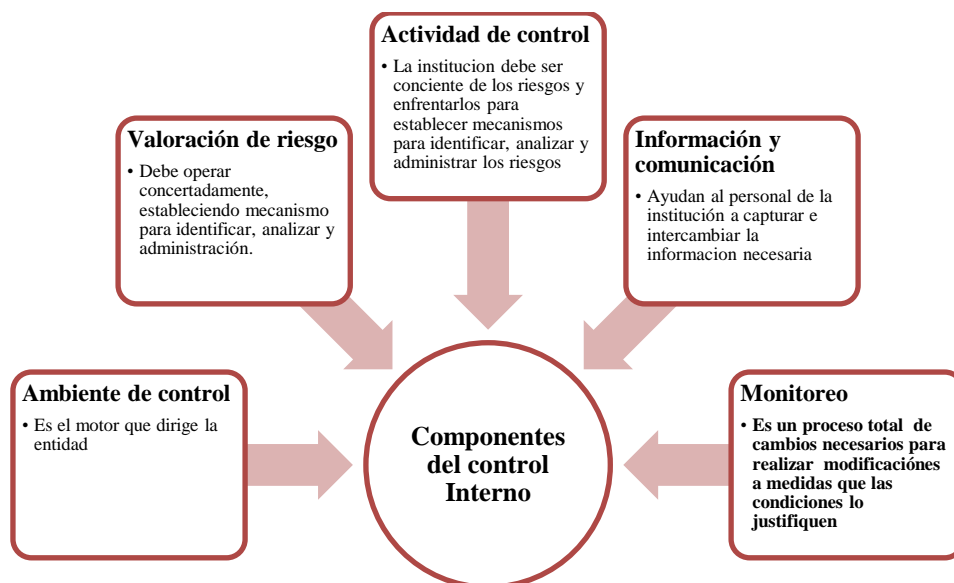 Actividad de control
• La institucion debe ser
conciente de los riesgos y
enfrentarlos para
establecer mecanismos
para identificar, analizar y
administrar los riesgos
Valoración de riesgo
• Debe operar
concertadamente,
estableciendo mecanismo
para identificar, analizar y
administración.
Información y
comunicación
• Ayudan al personal de la
institución a capturar e
intercambiar la
informacion necesaria
Ambiente de control
• Es el motor que dirige la
entidad
Monitoreo
• Es un proceso total de
cambios necesarios para
realizar modificaciónes
a medidas que las
condiciones lo
justifiquen
Componentes
del control
Interno